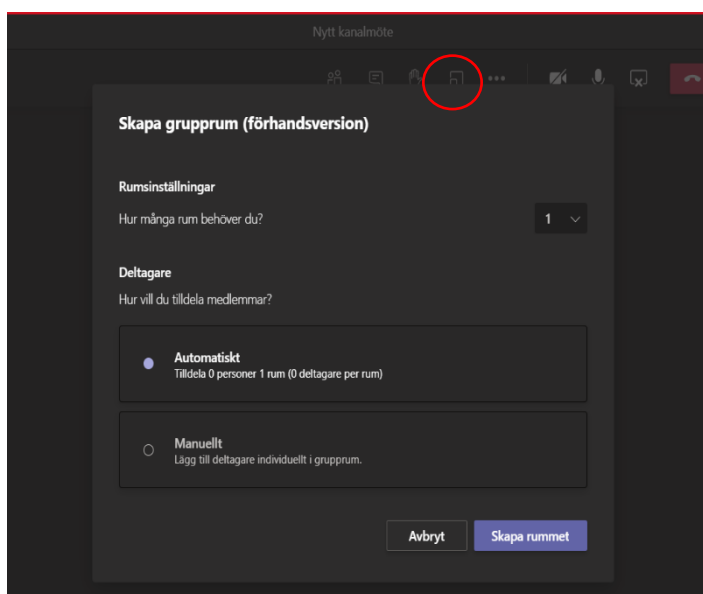 Nytt kanalmöte
Skapa grupprum (förhandsversion)
Rumsinställningar
Hur många rum behöver du?
1
Deltagare
Hur vill du tilldela medlemmar?
Automatiskt
Tilldela 0 personer 1 rum (0 deltagare per rum)
Manuellt
Lägg till deltagare individuellt i grupprum.
Avbryt
Skapa rummet